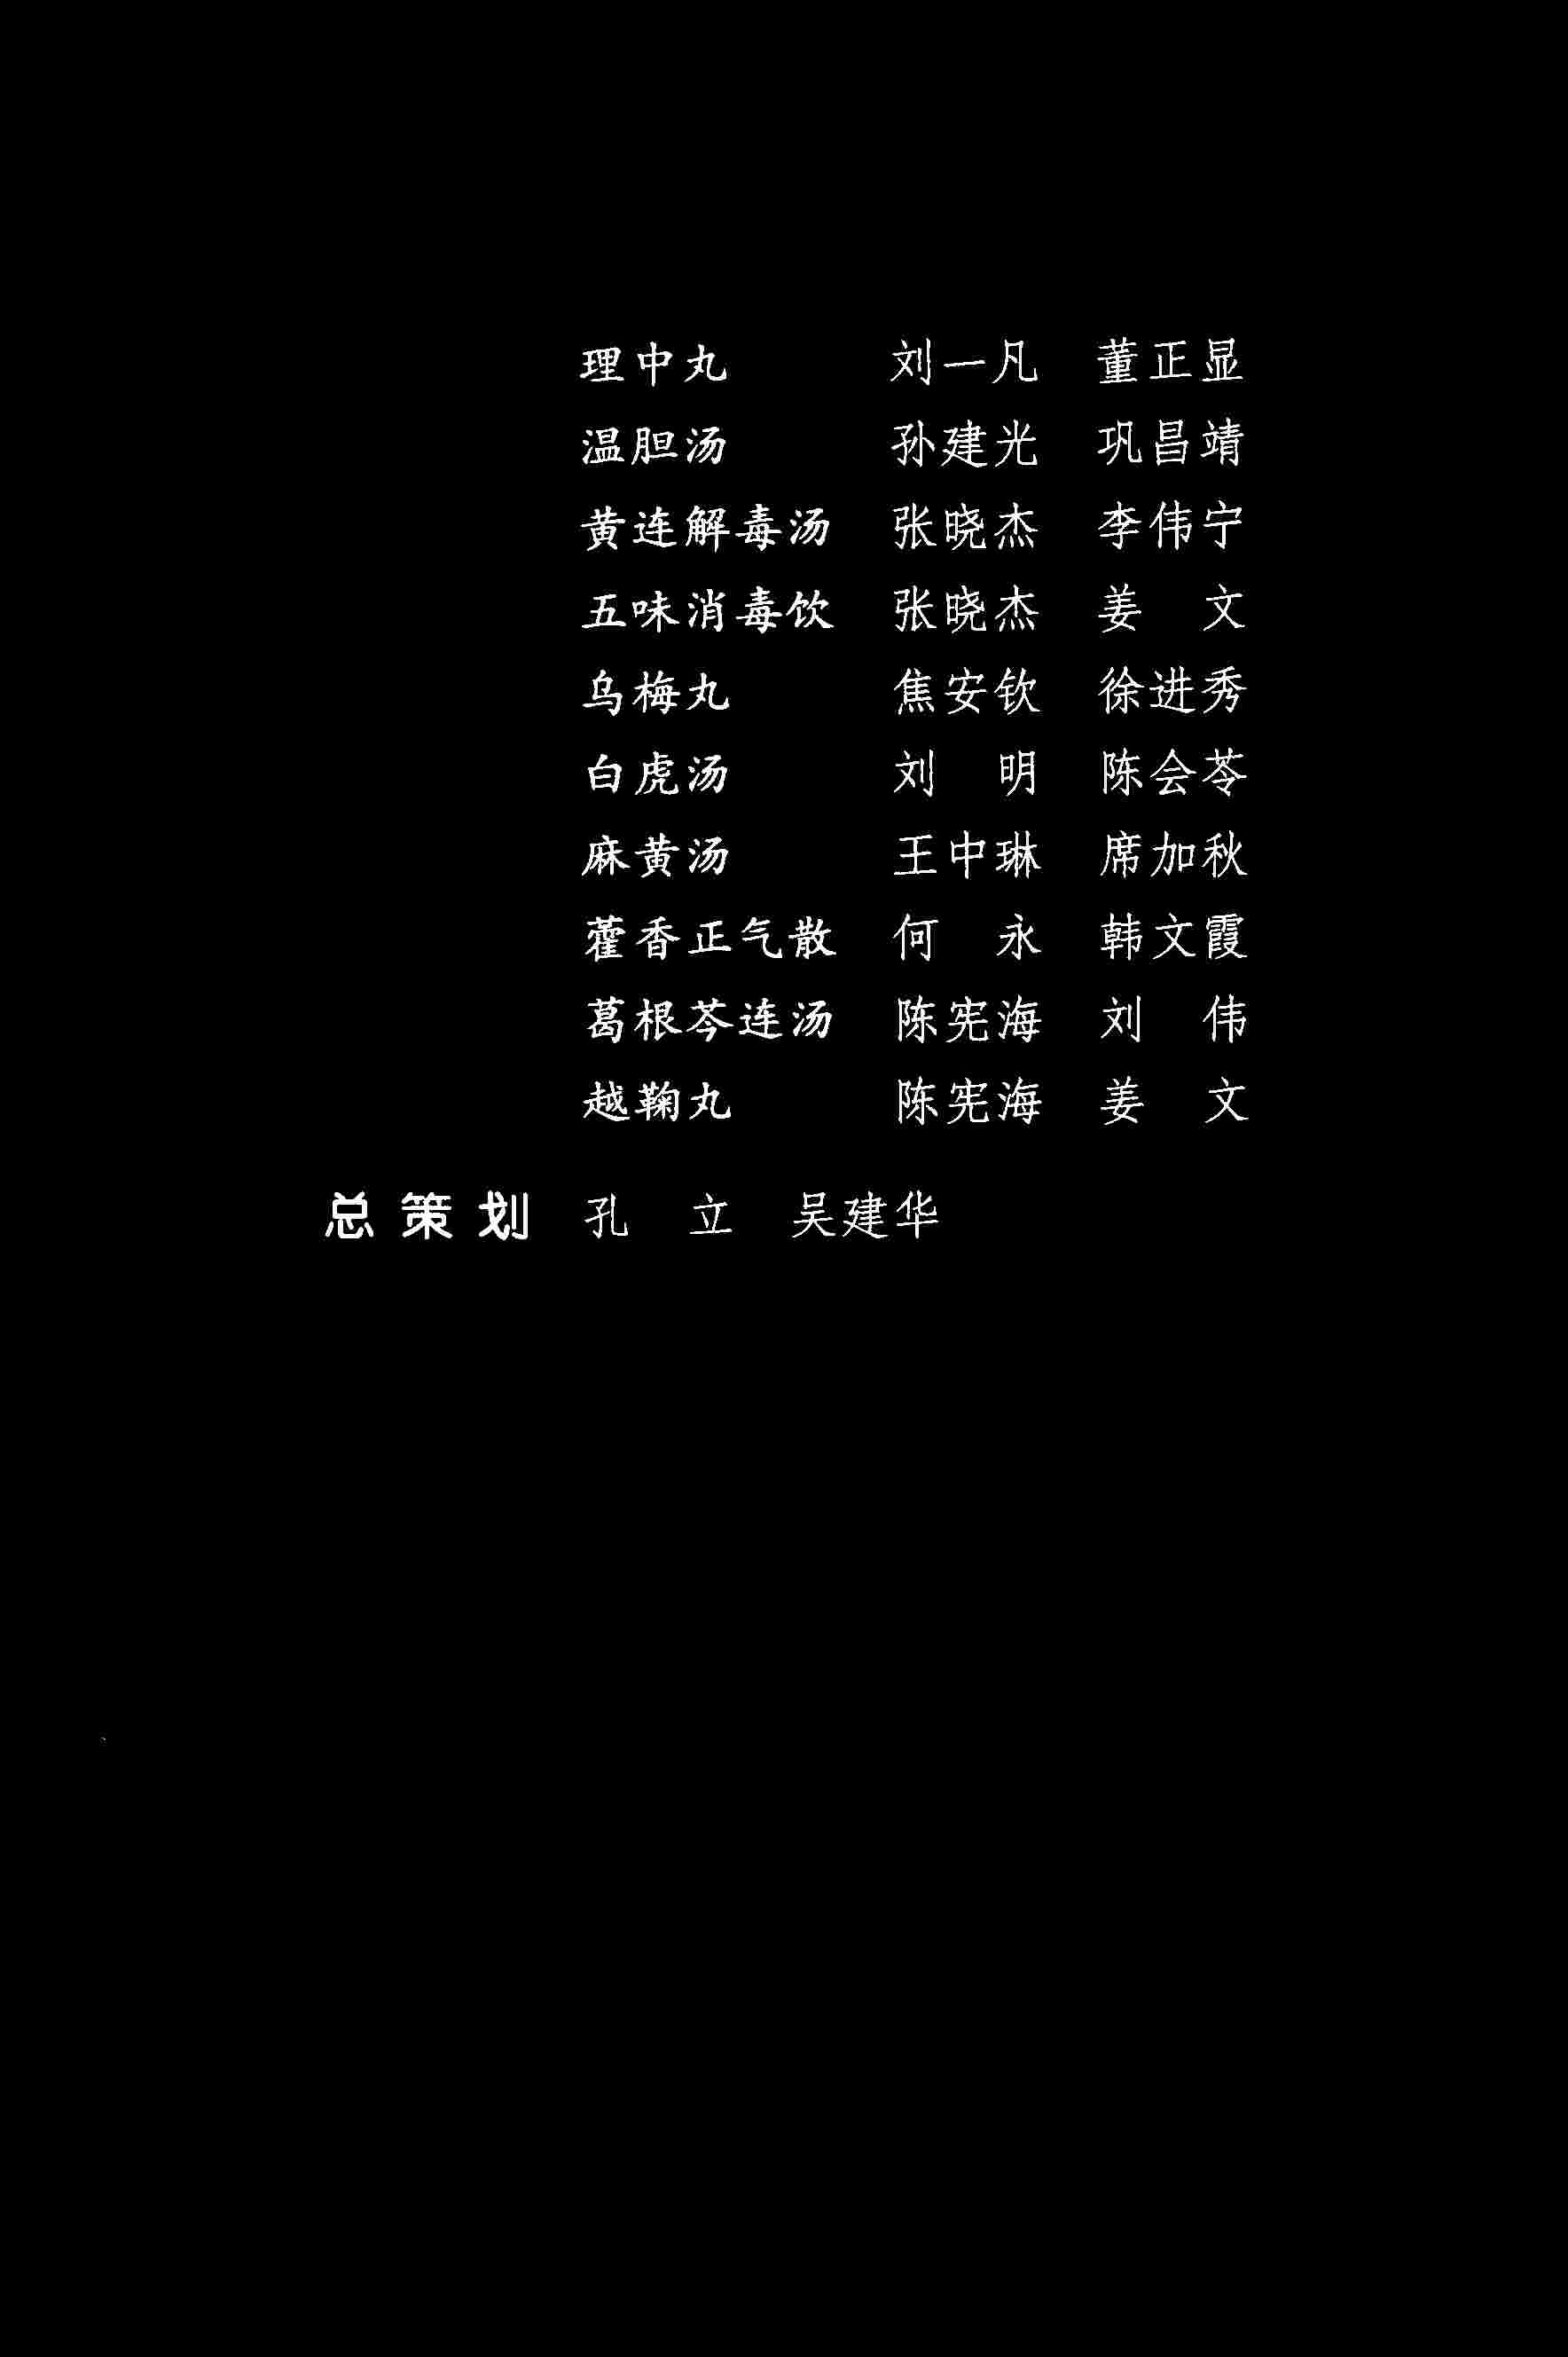 理中丸 刘一凡 董正显
温胆汤 孙建光 巩昌靖
黄连解毒汤 张晓杰 李伟宁
五味消毒饮 张晓杰 姜 文
乌梅丸 焦安钦 徐进秀
白虎汤 刘 明 陈会苓
麻黄汤 王中琳 席加秋
藿香正气散 何 永 韩文霞
葛根芩连汤 陈宪海 刘 伟
越鞠丸 陈宪海 姜 文
总策划 孔 立 吴建华